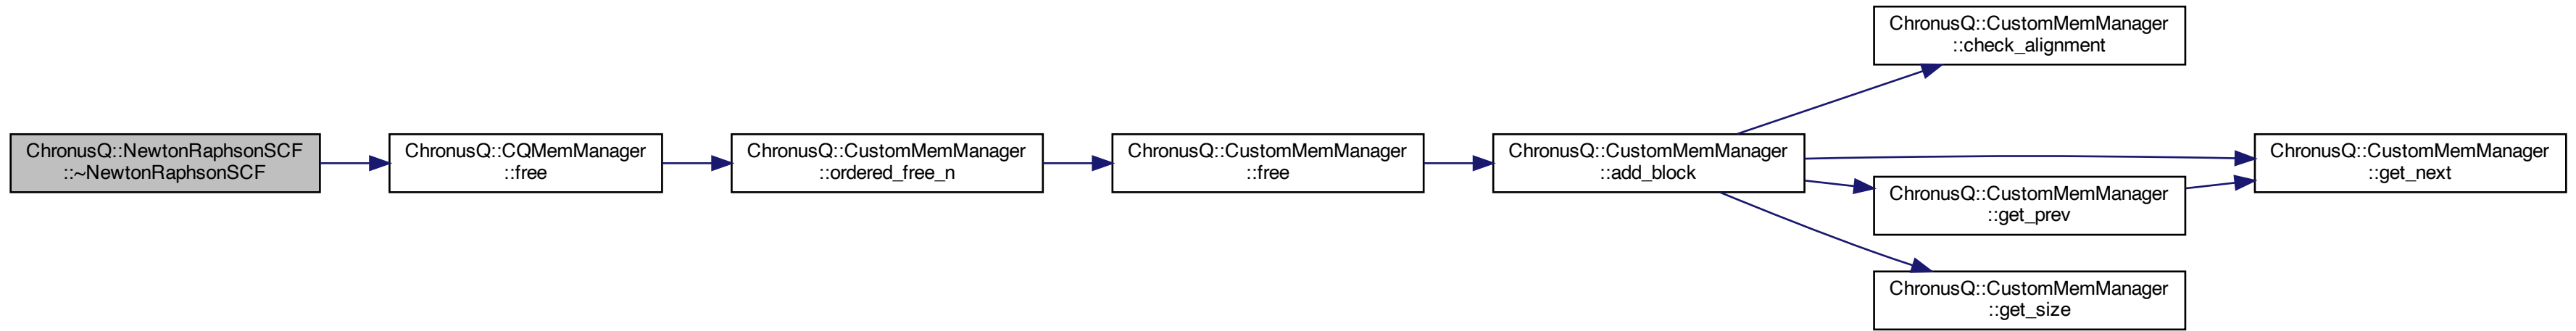 ChronusQ::NewtonRaphsonSCF
::~NewtonRaphsonSCF
ChronusQ::CQMemManager
::free
ChronusQ::CustomMemManager
::ordered_free_n
ChronusQ::CustomMemManager
::free
ChronusQ::CustomMemManager
::add_block
ChronusQ::CustomMemManager
::check_alignment
ChronusQ::CustomMemManager
::get_next
ChronusQ::CustomMemManager
::get_prev
ChronusQ::CustomMemManager
::get_size